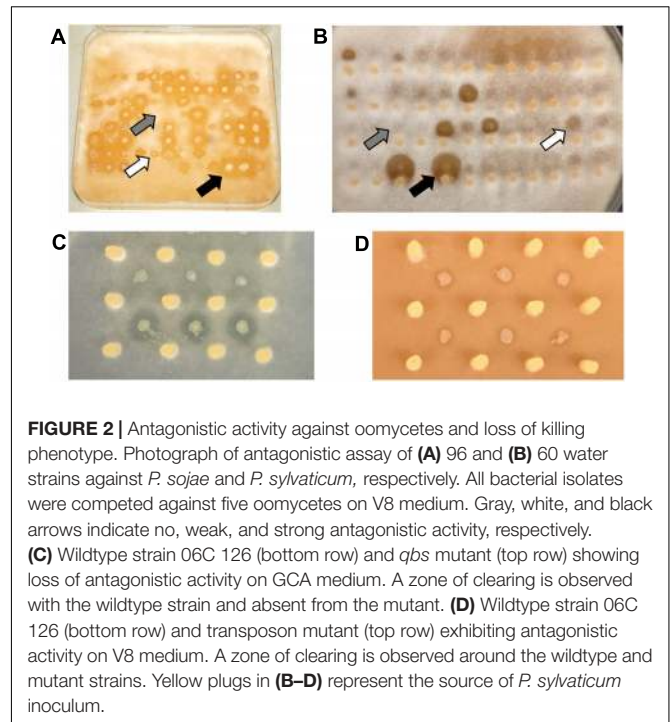 A
B
C
D
FIGURE 2 | Antagonistic activity against oomycetes and loss of killing
phenotype. Photograph of antagonistic assay of (A) 96 and (B) 60 water
strains against P. sojae and P. sylvaticum, respectively. All bacterial isolates
were competed against five oomycetes on V8 medium. Gray, white, and black
arrows indicate no, weak, and strong antagonistic activity, respectively.
(C) Wildtype strain 06C 126 (bottom row) and qbs mutant (top row) showing
loss of antagonistic activity on GCA medium. A zone of clearing is observed
with the wildtype strain and absent from the mutant. (D) Wildtype strain 06C
126 (bottom row) and transposon mutant (top row) exhibiting antagonistic
activity on V8 medium. A zone of clearing is observed around the wildtype and
mutant strains. Yellow plugs in (B–D) represent the source of P. sylvaticum
inoculum.